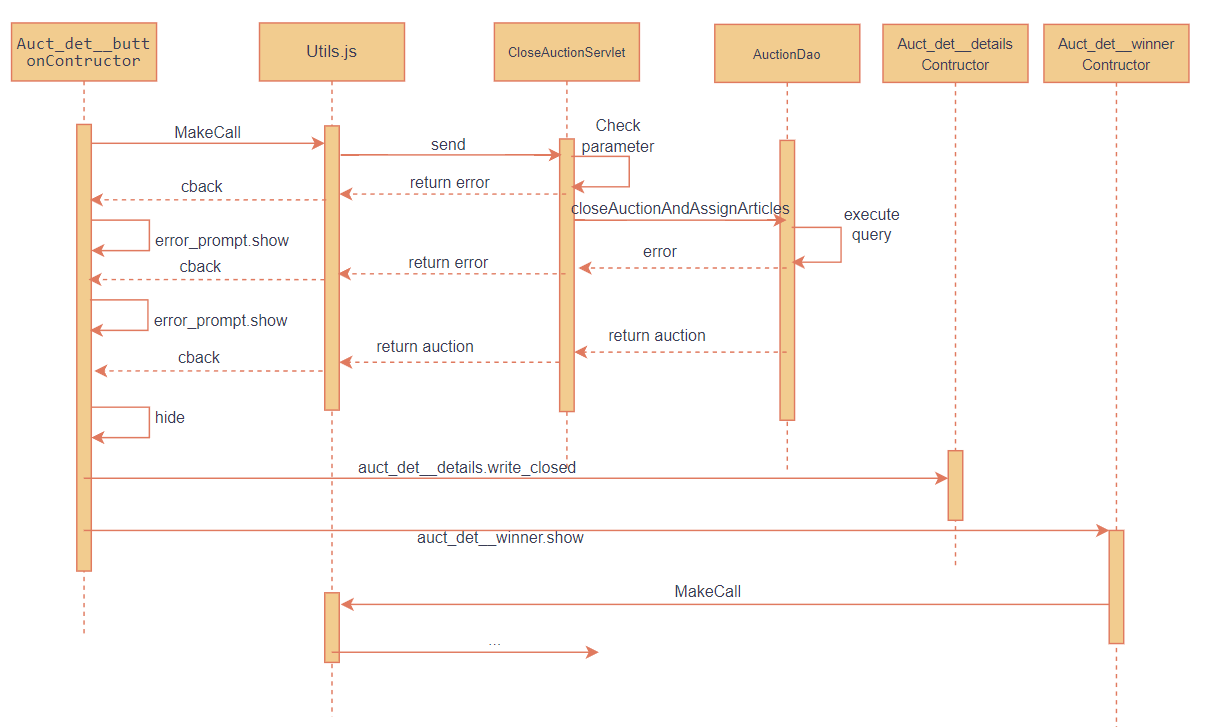 Auct_det__butt
onContructor
Utils.js
CloseAuctionServlet
AuctionDao
Auct_det__details
Contructor
Auct_det__winner
Contructor
MakeCall
send
Check
parameter
cback
return error
closeAuctionAndAssignArticles
execute
query
error_prompt.show
cback
return error
error
error_prompt.show
cback
return auction
return auction
hide
auct_det__details.write_closed
auct_det__winner.show
MakeCall
...